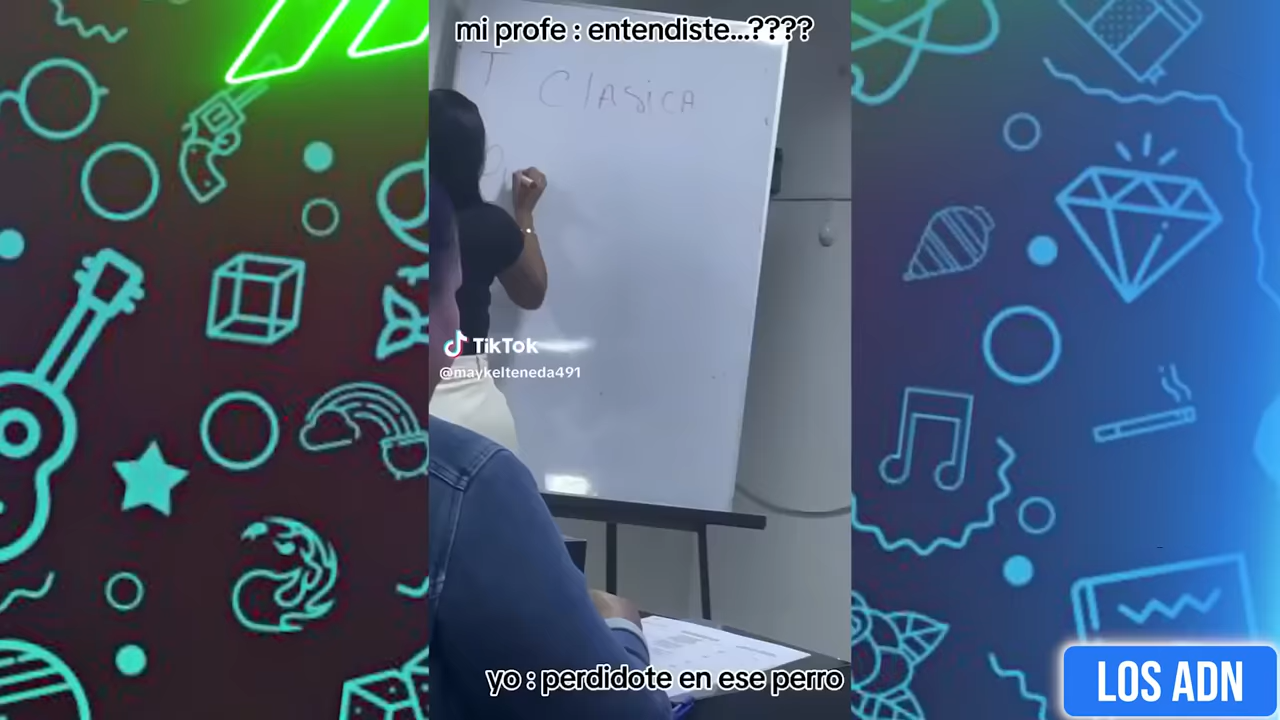 mi profe : entendiste...????
T
ClASiCA
TikTok
@maykelteneda491
yo : perdidote en ese perro
LOS ADN